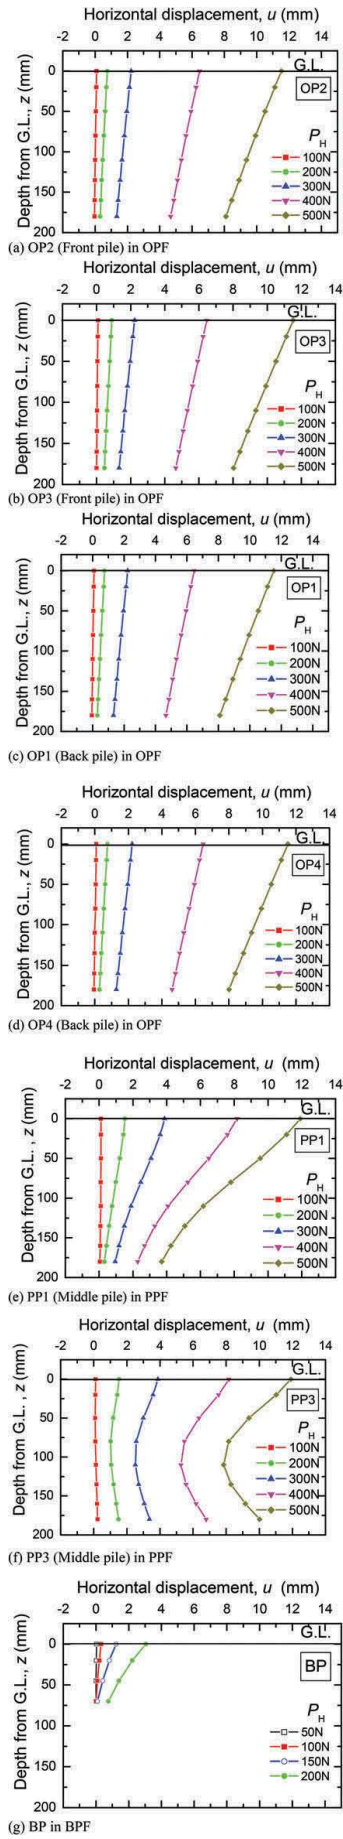 Horizontal displacement, u (mm)
-2 0 2 4 6 8 10 12 14
Depth from G.L., z (mm)
0
50
100
150
200
G.L.
OP2
PH
100N
200N
300N
400N
500N
(a) OP2 (Front pile) in OPF
Horizontal displacement, u (mm)
-2 0 2 4 6 8 10 12 14
Depth from G.L., z (mm)
0
50
100
150
200
G.L.
OP3
PH
100N
200N
300N
400N
500N
(b) OP3 (Front pile) in OPF
Horizontal displacement, u (mm)
-2 0 2 4 6 8 10 12 14
Depth from G.L., z (mm)
0
50
100
150
200
G.L.
OP1
PH
100N
200N
300N
400N
500N
(c) OP1 (Back pile) in OPF
Horizontal displacement, u (mm)
-2 0 2 4 6 8 10 12 14
Depth from G.L., z (mm)
0
50
100
150
200
G.L.
OP4
PH
100N
200N
300N
400N
500N
(d) OP4 (Back pile) in OPF
Horizontal displacement, u (mm)
-2 0 2 4 6 8 10 12 14
Depth from G.L., z (mm)
0
50
100
150
200
G.L.
PP1
PH
100N
200N
300N
400N
500N
(e) PP1 (Middle pile) in PPF
Horizontal displacement, u (mm)
-2 0 2 4 6 8 10 12 14
Depth from G.L., z (mm)
0
50
100
150
200
G.L.
PP3
PH
100N
200N
300N
400N
500N
(f) PP3 (Middle pile) in PPF
Horizontal displacement, u (mm)
-2 0 2 4 6 8 10 12 14
Depth from G.L., z (mm)
0
50
100
150
200
G.L.
BP
PH
50N
100N
150N
200N
(g) BP in BPF